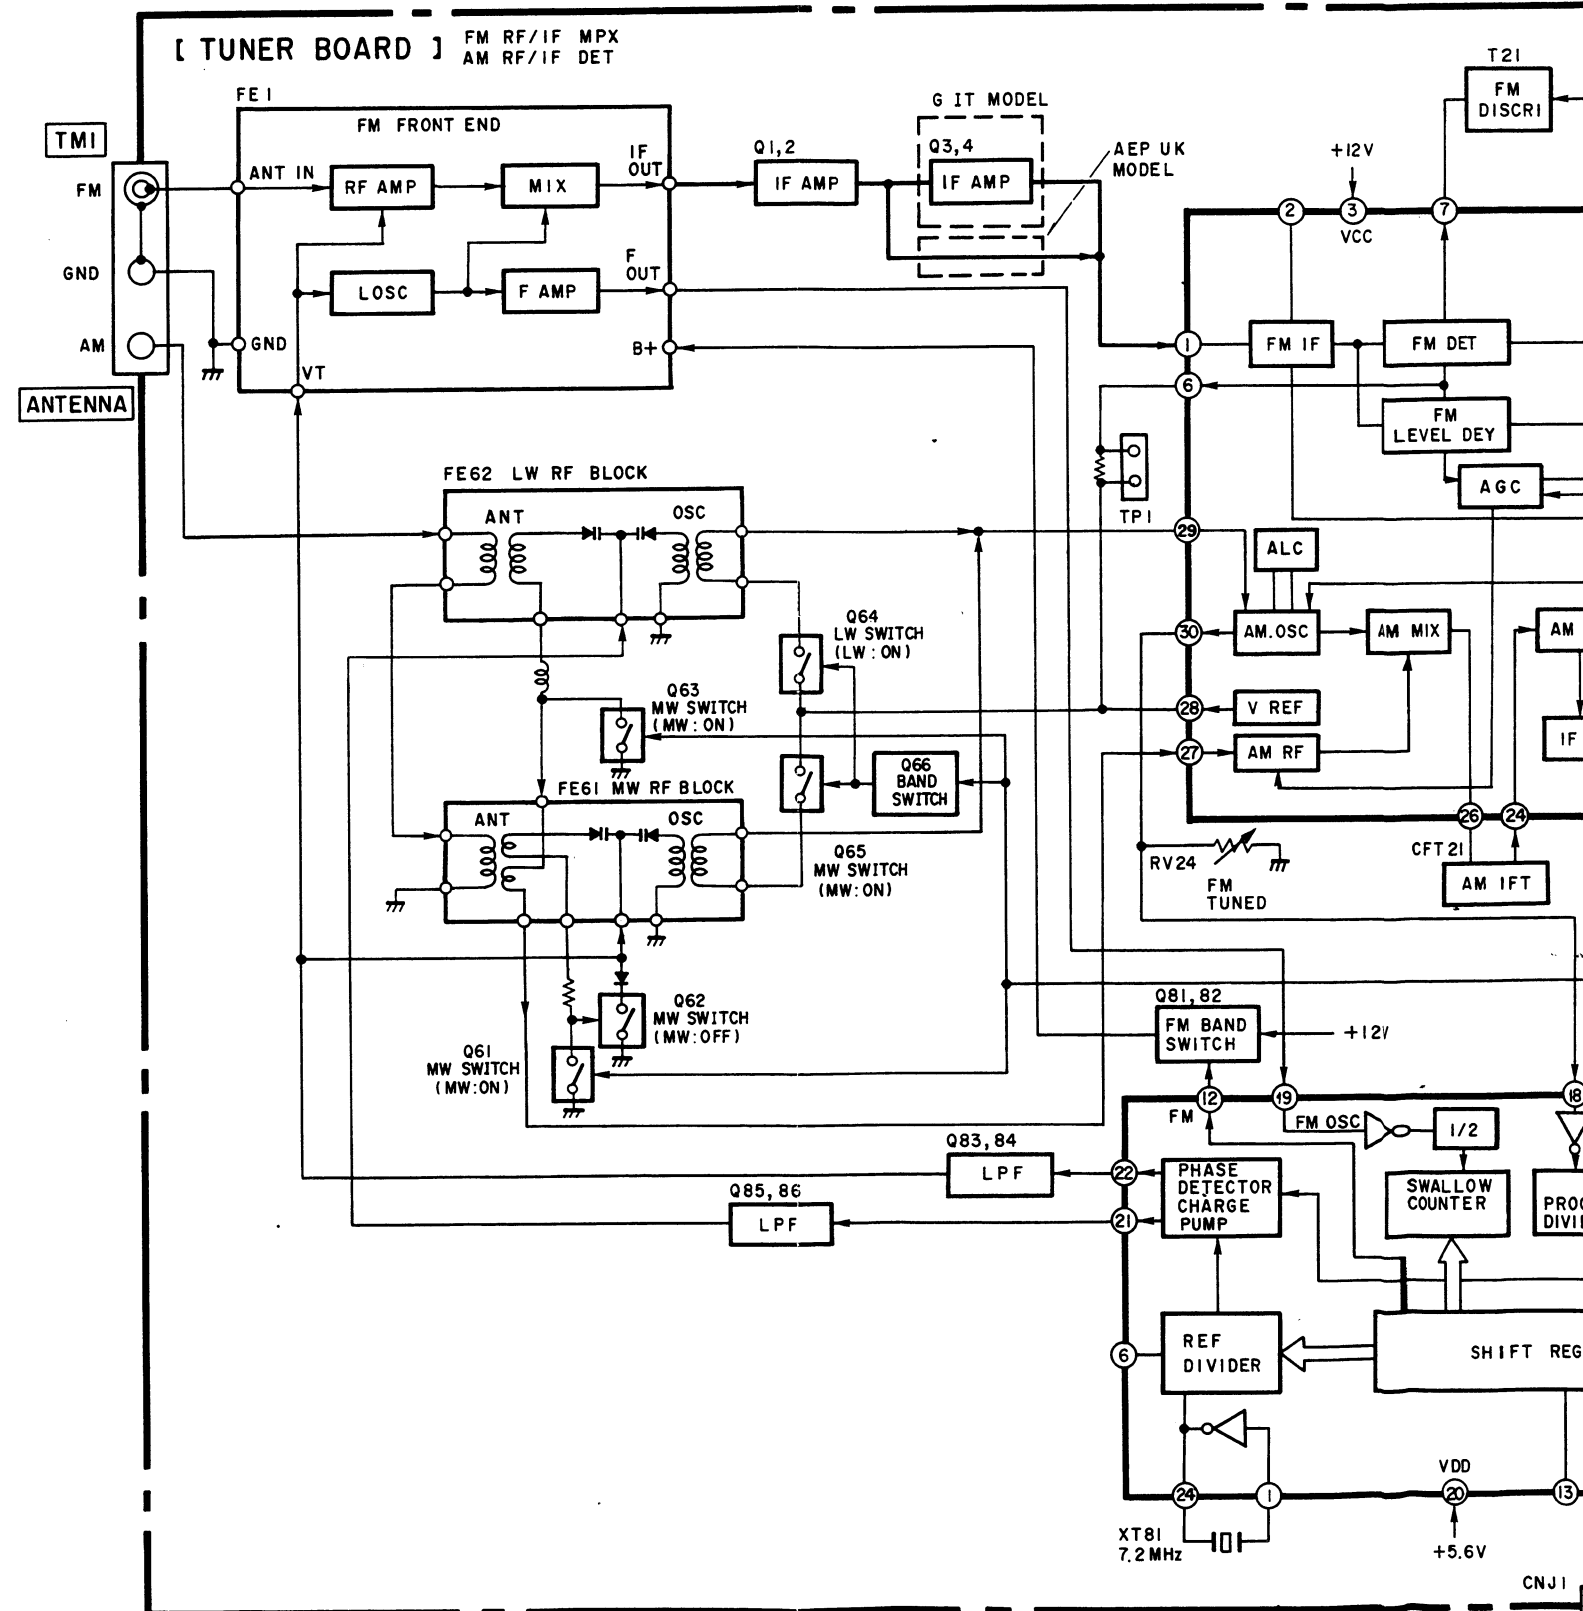 [ TUNER BOARD ]
FM RF/IF MPX
AM RF/IF DET
TM1
FM
GND
AM
ANTENNA
FE1
FM FRONT END
ANT IN
RF AMP
MIX
IF
OUT
L OSC
F AMP
F
OUT
GND
VT
B+
Q1,2
IF AMP
G IT MODEL
Q3,4
IF AMP
AEP UK
MODEL
T21
FM
DISCRI
+12V
2
3
7
VCC
1
FM IF
FM DET
6
FM
LEVEL DEY
AGC
TP1
FE62 LW RF BLOCK
ANT
OSC
29
ALC
30
AM.OSC
AM MIX
AM
28
V REF
27
AM RF
IF
26
24
CFT21
AM IFT
RV24
FM
TUNED
Q64
LW SWITCH
(LW:ON)
Q63
MW SWITCH
(MW:ON)
Q66
BAND
SWITCH
FE61 MW RF BLOCK
ANT
OSC
Q65
MW SWITCH
(MW:ON)
Q62
MW SWITCH
(MW:OFF)
Q61
MW SWITCH
(MW:ON)
Q81,82
FM BAND
SWITCH
+12V
12
19
18
FM
FM OSC
1/2
Q83,84
LPF
22
PHASE
DETECTOR
CHARGE
PUMP
SWALLOW
COUNTER
PROG
DIVI
Q85,86
LPF
21
6
REF
DIVIDER
SHIFT REG
24
1
VDD
20
13
XT81
7.2MHz
+5.6V
CNJ1